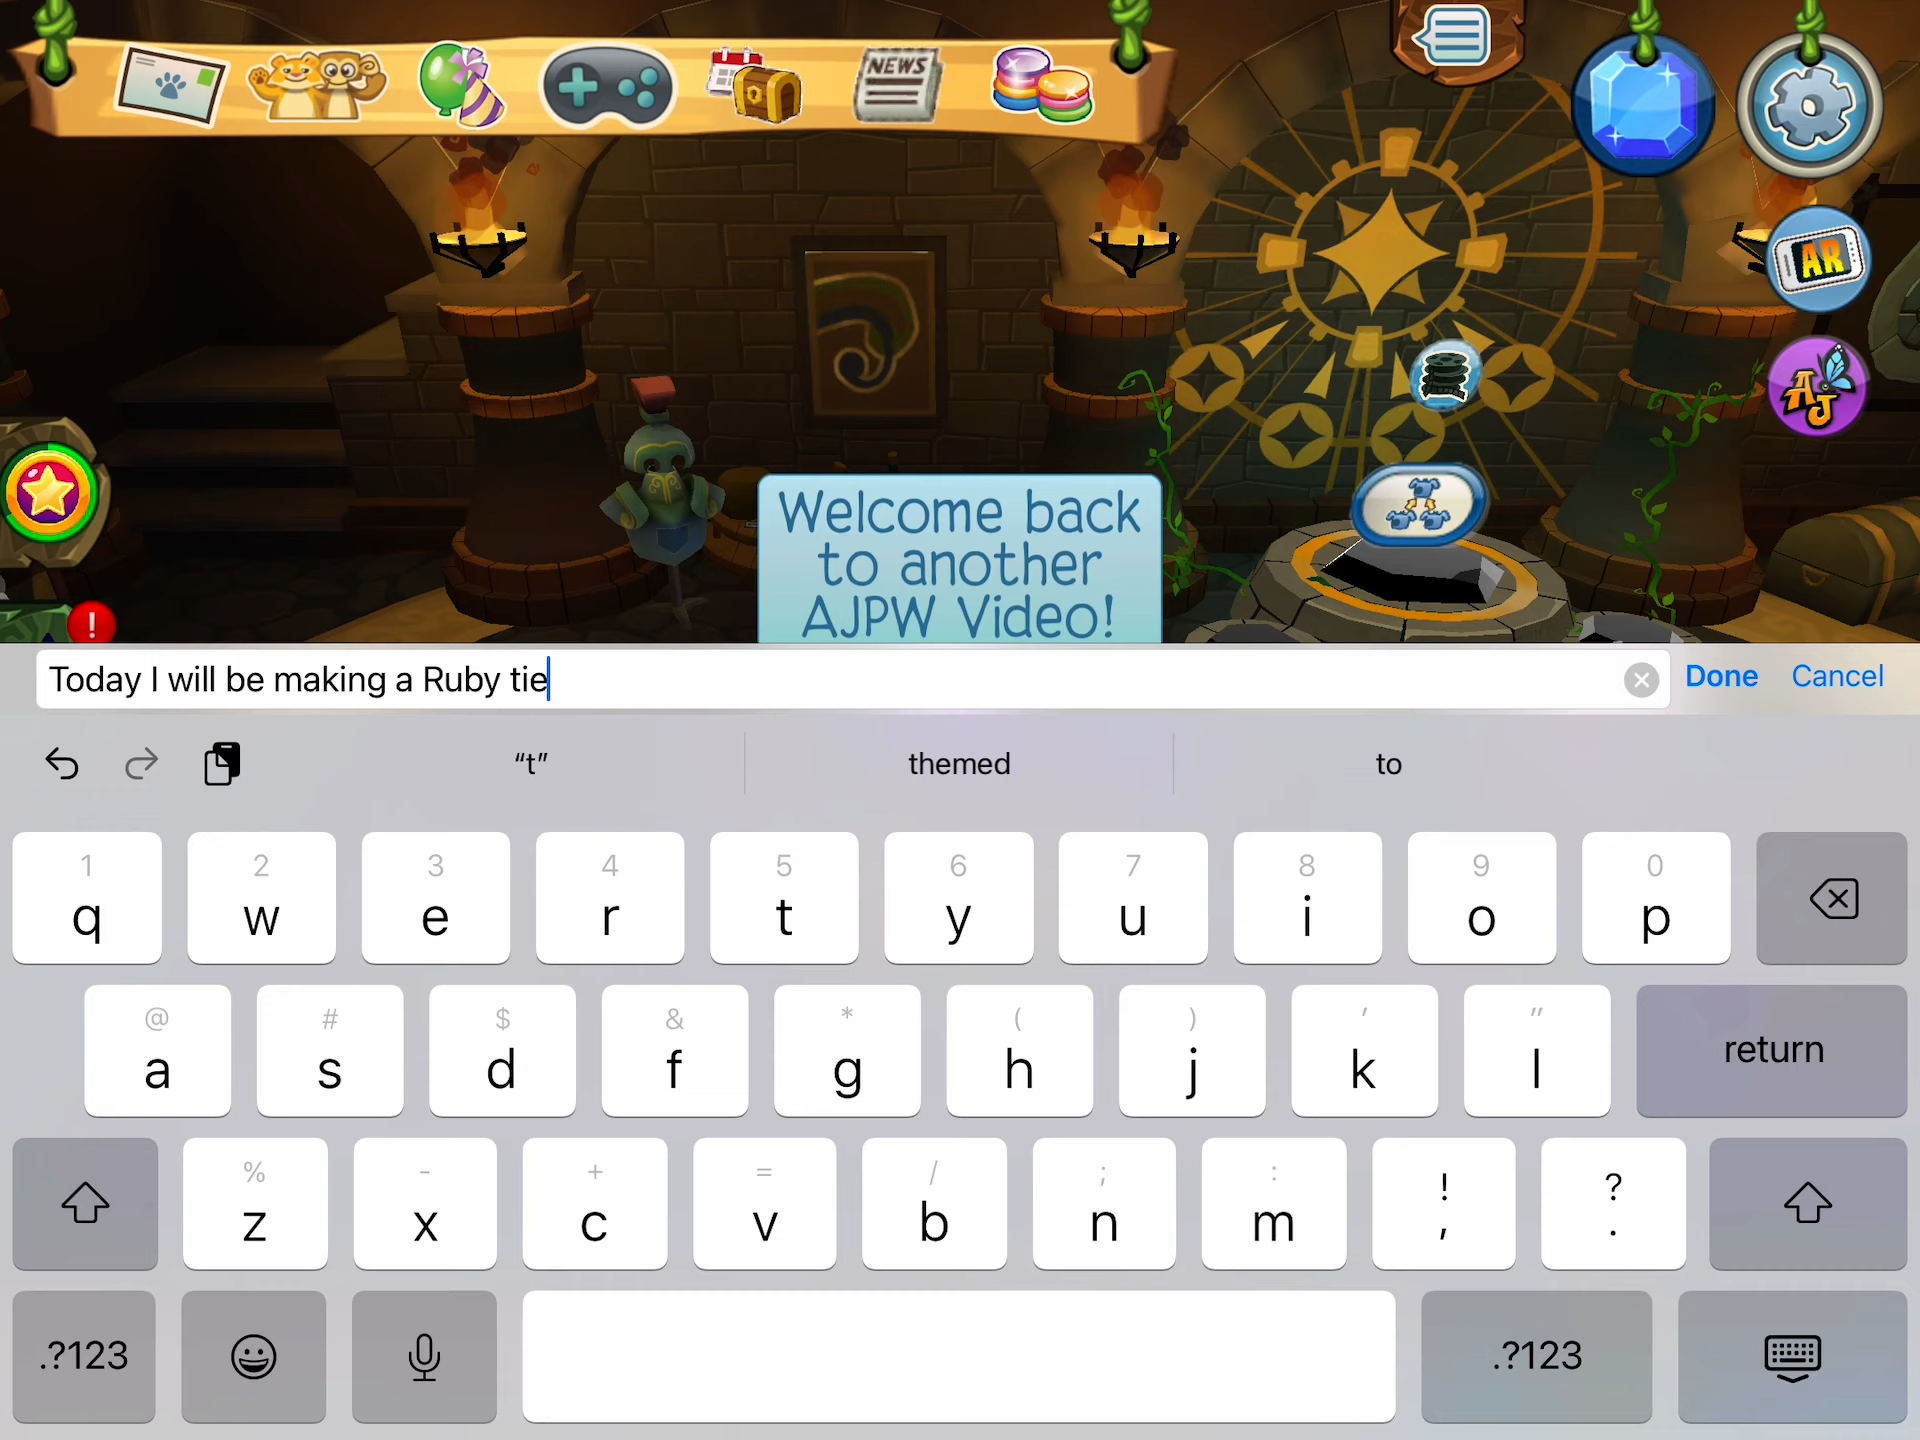 NEWS
AR
AJ
Welcome back
to another
AJPW Video!
!
Today I will be making a Ruby tie
Done
Cancel
“t”
themed
to
1 2 3 4 5 6 7 8 9 0
q w e r t y u i o p
@ # $ & * ( ) ' "
a s d f g h j k l
return
% - + = / ; : ! ?
z x c v b n m , .
.?123
.?123